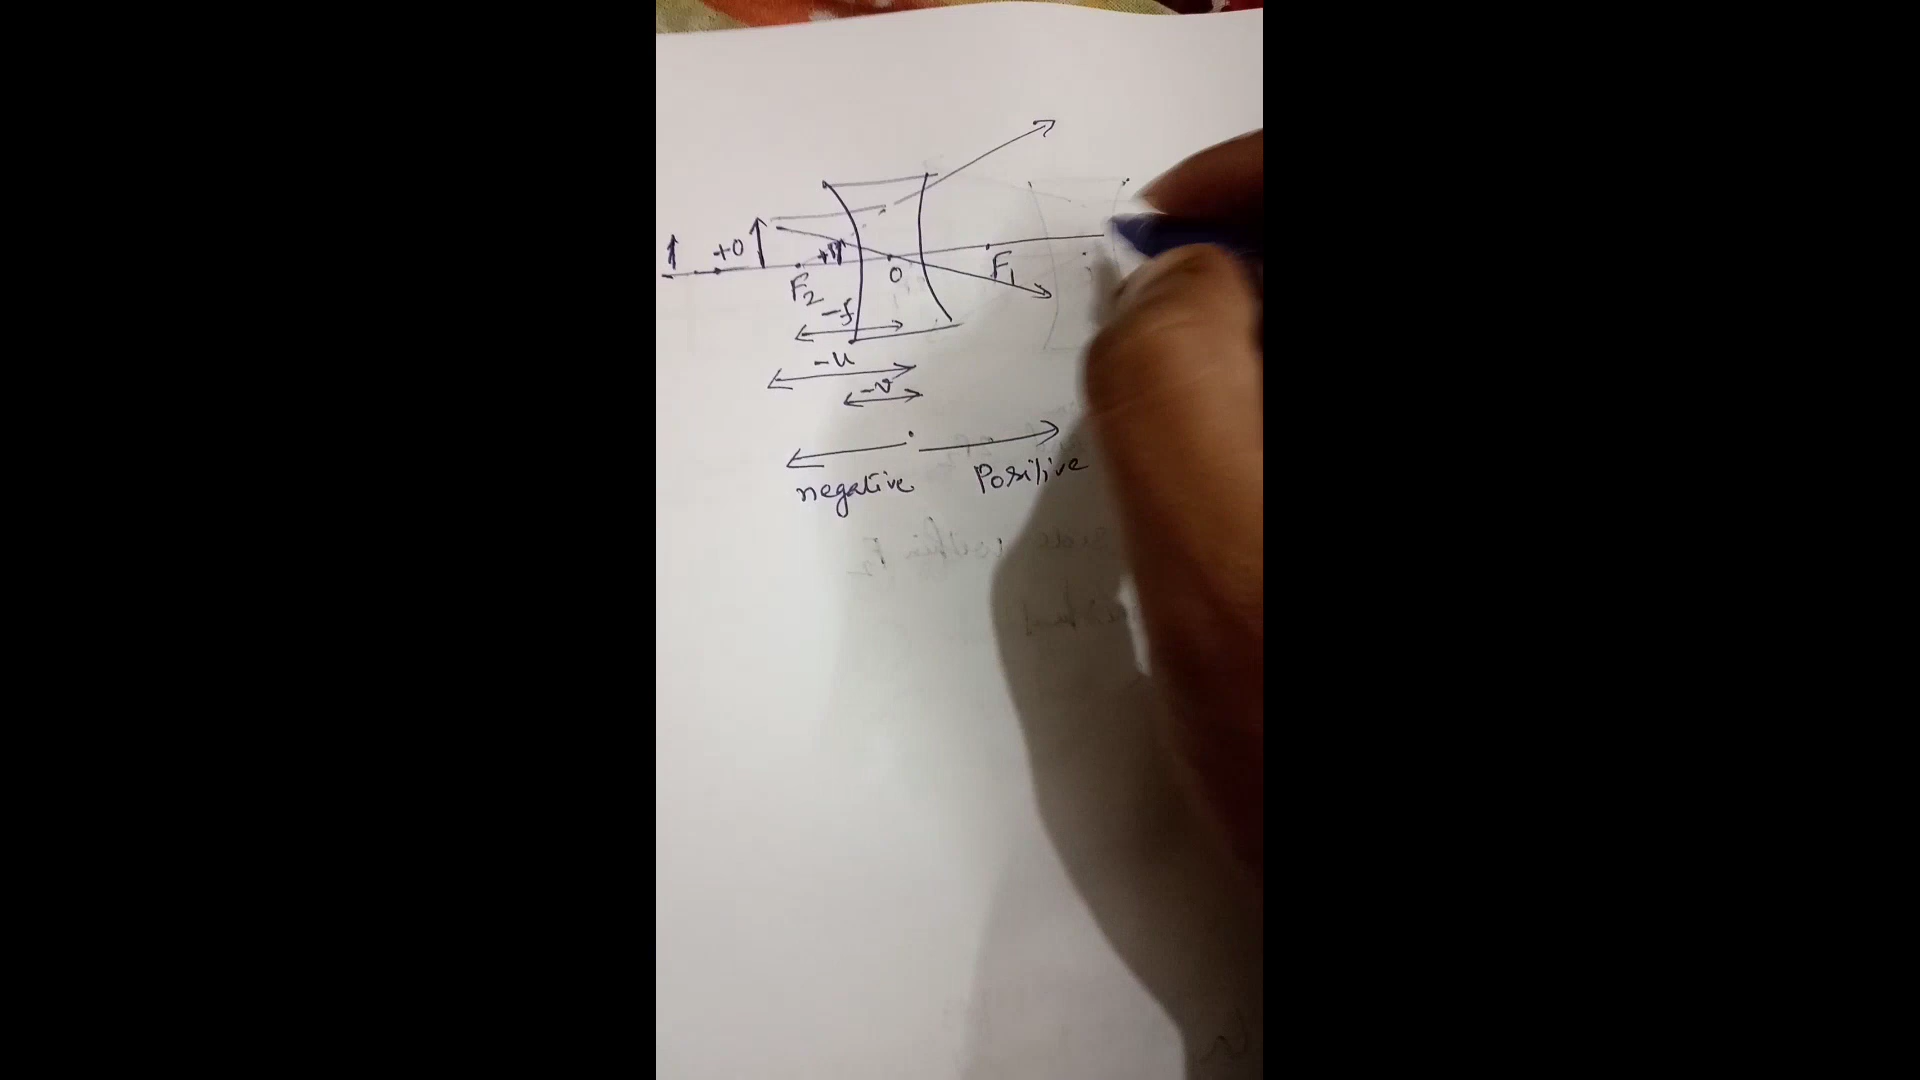 +O
+I
F2
O
F1
-f
-u
-v
negative Positive